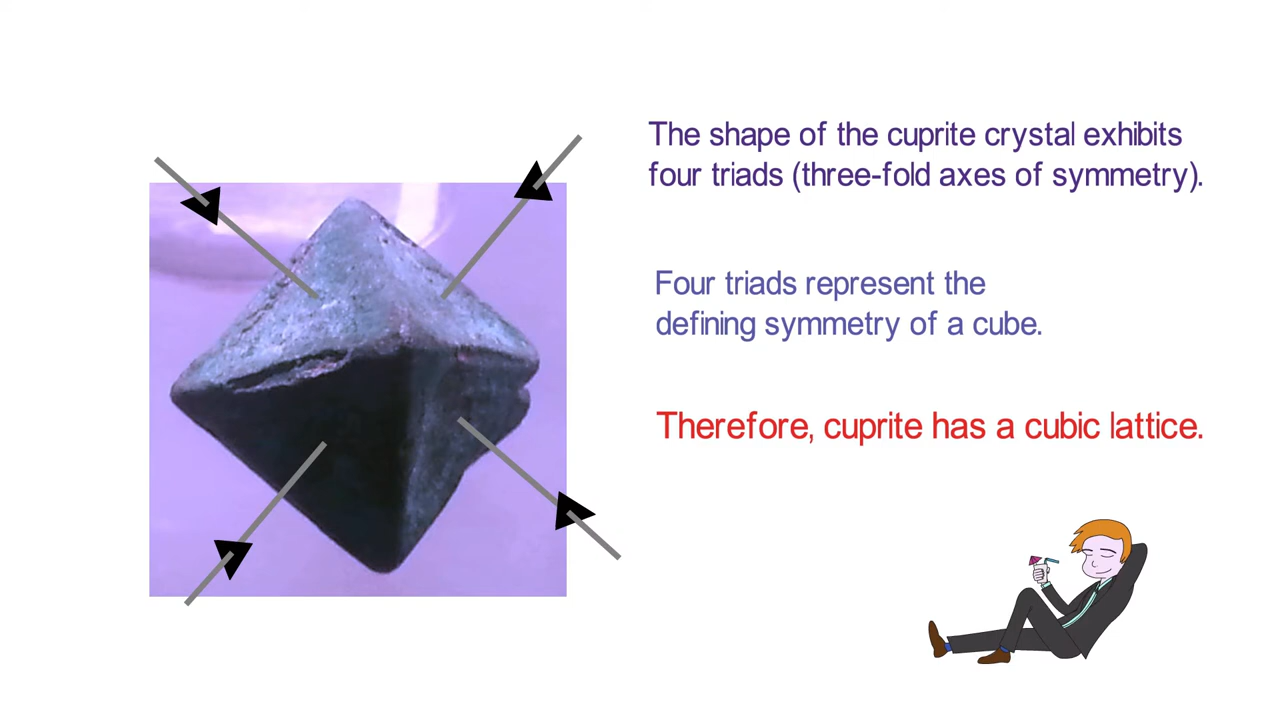 The shape of the cuprite crystal exhibits
four triads (three-fold axes of symmetry).
Four triads represent the
defining symmetry of a cube.
Therefore, cuprite has a cubic lattice.